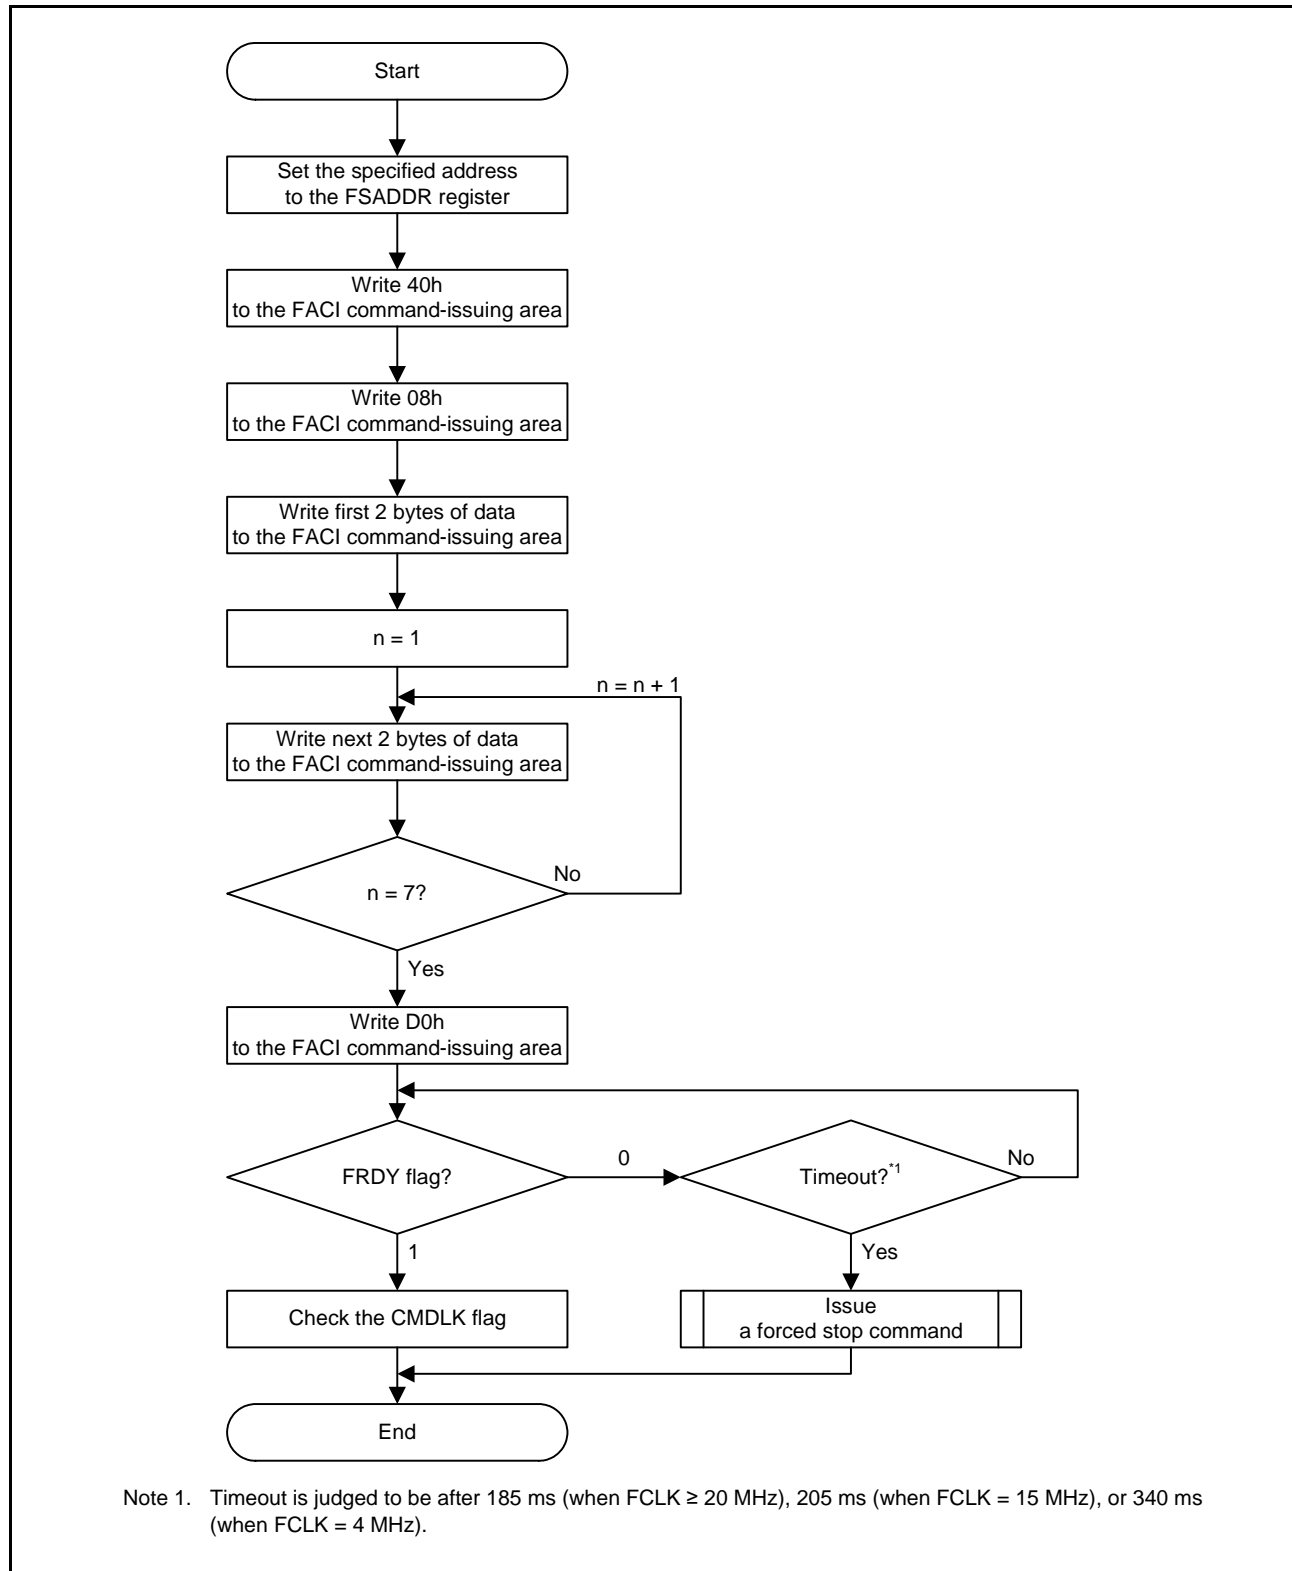 Start
Set the specified address
to the FSADDR register
Write 40h
to the FACI command-issuing area
Write 08h
to the FACI command-issuing area
Write first 2 bytes of data
to the FACI command-issuing area
n = 1
n = n + 1
Write next 2 bytes of data
to the FACI command-issuing area
No
n = 7?
Yes
Write D0h
to the FACI command-issuing area
FRDY flag?
0
Timeout?*1
No
1
Yes
Check the CMDLK flag
Issue
a forced stop command
End
Note 1. Timeout is judged to be after 185 ms (when FCLK ≥ 20 MHz), 205 ms (when FCLK = 15 MHz), or 340 ms
(when FCLK = 4 MHz).